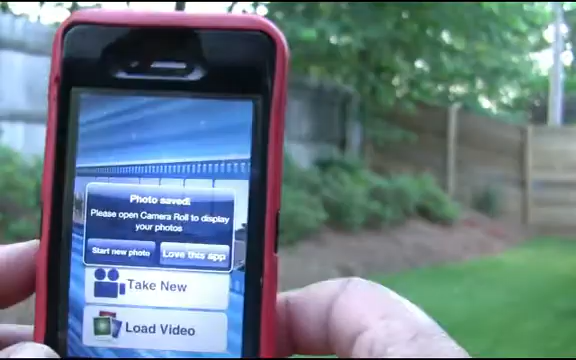 Photo saved!
Please open Camera Roll to display
your photos
Start new photo
Love this app
Take New
Load Video